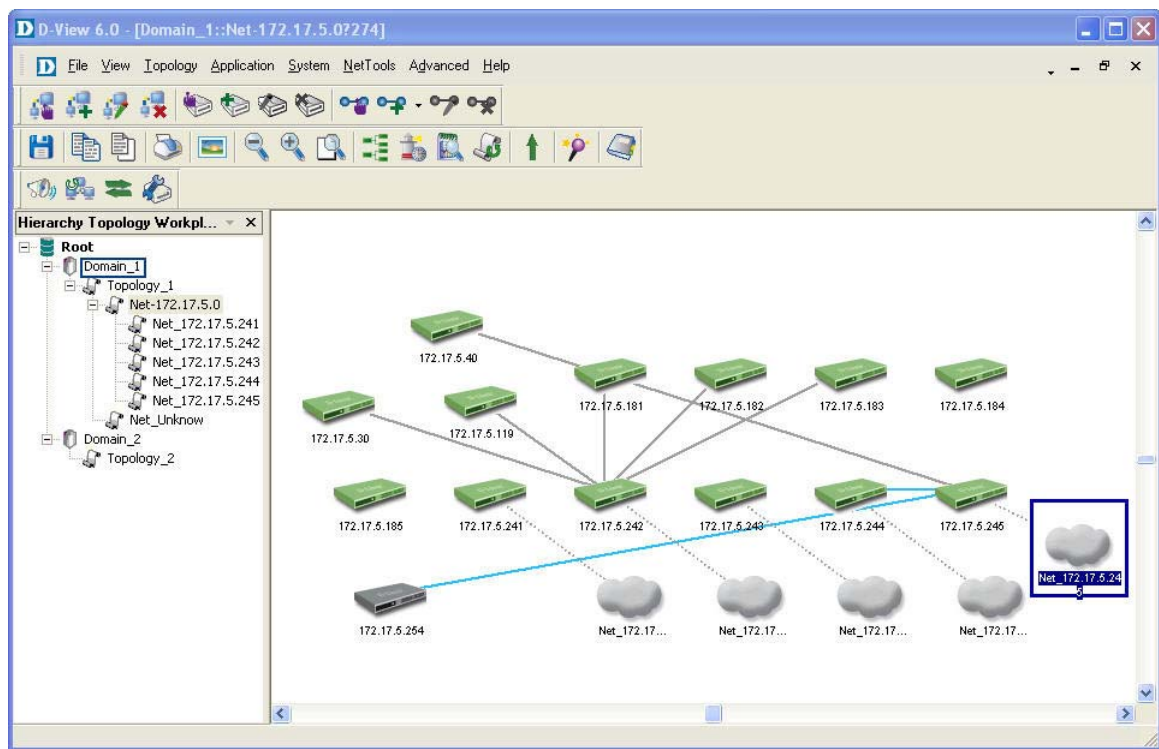 D-View 6.0 - [Domain_1::Net-172.17.5.0?274]
File View Topology Application System NetTools Advanced Help
Hierarchy Topology Workpl...
Root
Domain_1
Topology_1
Net-172.17.5.0
Net_172.17.5.241
Net_172.17.5.242
Net_172.17.5.243
Net_172.17.5.244
Net_172.17.5.245
Net_Unknow
Domain_2
Topology_2
172.17.5.40
172.17.5.181
172.17.5.182
172.17.5.183
172.17.5.184
172.17.5.30
172.17.5.119
172.17.5.185
172.17.5.241
172.17.5.242
172.17.5.243
172.17.5.244
172.17.5.245
Net_172.17.5.24
5
172.17.5.254
Net_172.17...
Net_172.17...
Net_172.17...
Net_172.17...